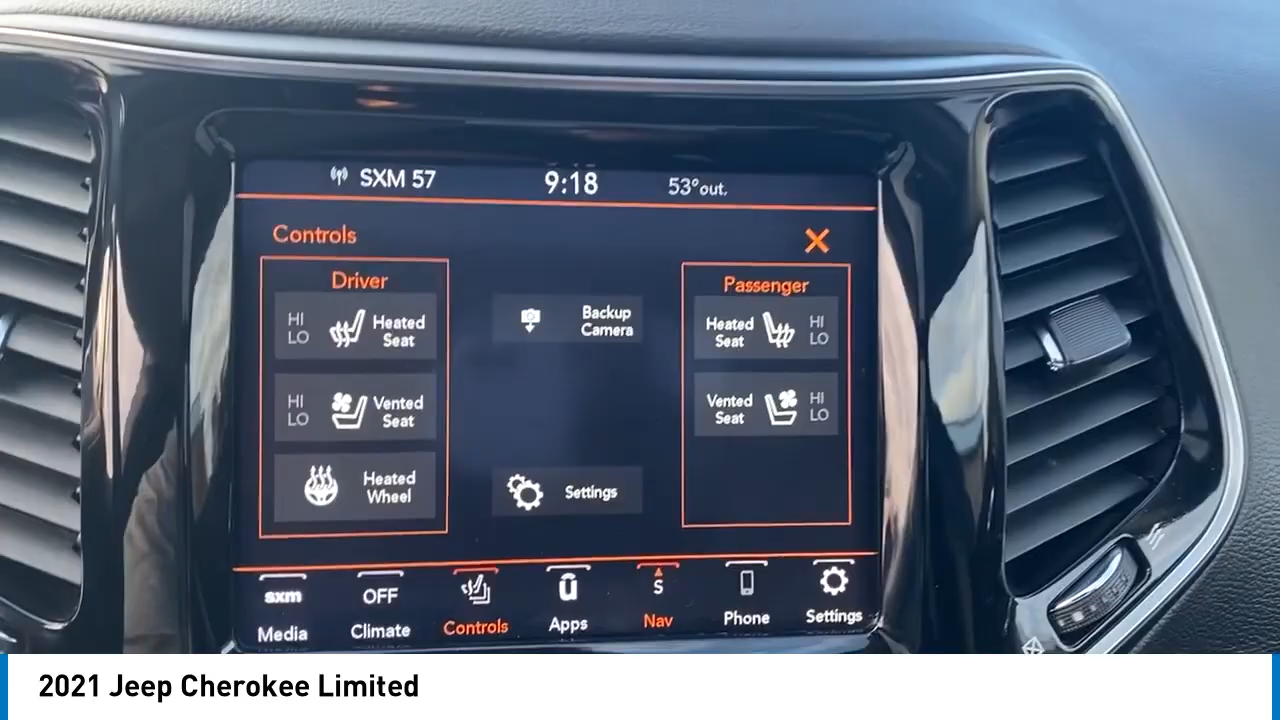 SXM 57 9:18 53°out.
Controls X
Driver
HI
LO
Heated
Seat
HI
LO
Vented
Seat
Heated
Wheel
Backup
Camera
Settings
Passenger
Heated
Seat
HI
LO
Vented
Seat
HI
LO
sxm
Media
OFF
Climate
Controls
ū
Apps
S
Nav
Phone
Settings
2021 Jeep Cherokee Limited